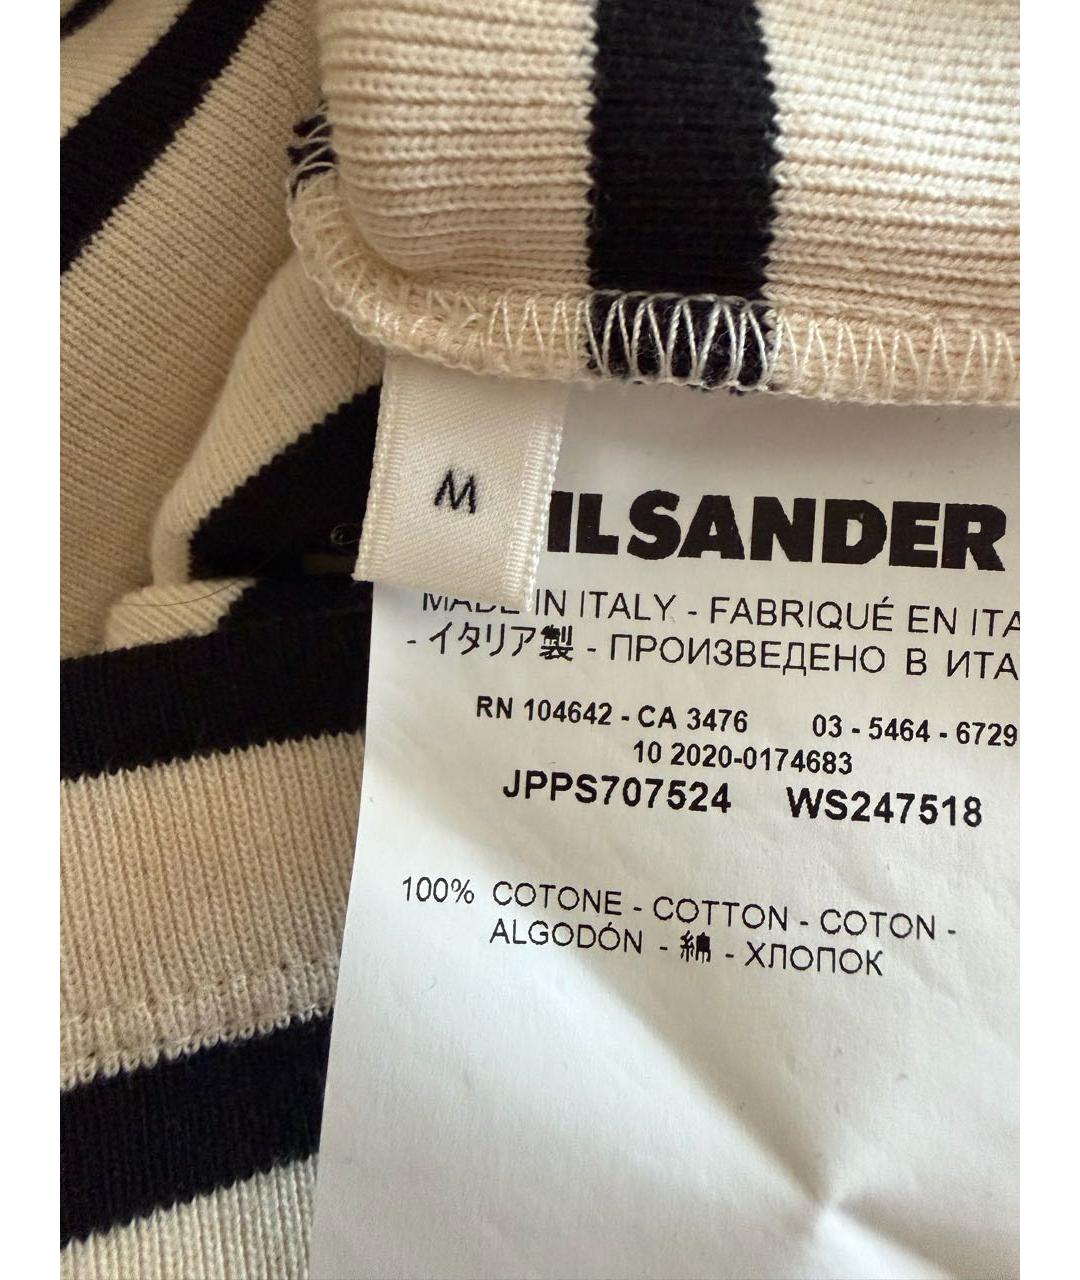 M
JIL SANDER
MADE IN ITALY - FABRIQUÉ EN ITA
- イタリア製 - ПРОИЗВЕДЕНО В ИТА
RN 104642 - CA 3476 03 - 5464 - 6729
10 2020-0174683
JPPS707524 WS247518
100% COTONE - COTTON - COTON -
ALGODÓN - 綿 - ХЛОПОК